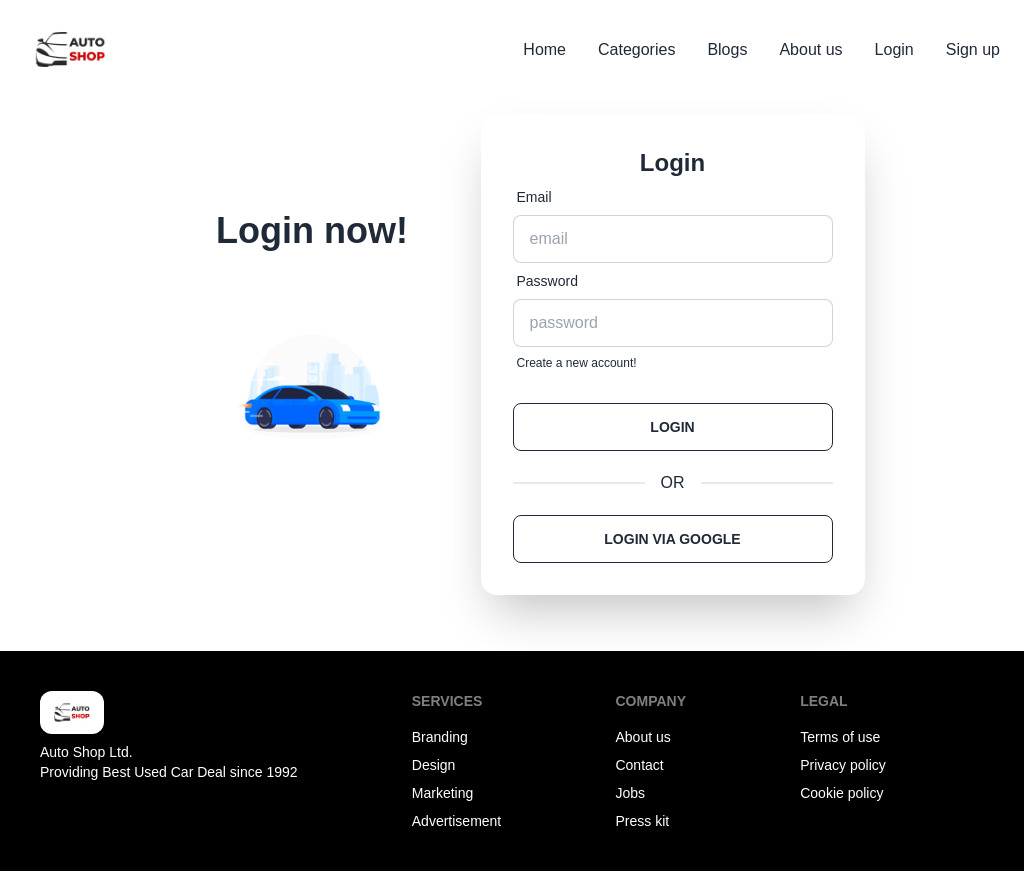 AUTO
SHOP
Home Categories Blogs About us Login Sign up
Login now!
Login
Email
email
Password
password
Create a new account!
LOGIN
OR
LOGIN VIA GOOGLE
AUTO
SHOP
Auto Shop Ltd.
Providing Best Used Car Deal since 1992
SERVICES
Branding
Design
Marketing
Advertisement
COMPANY
About us
Contact
Jobs
Press kit
LEGAL
Terms of use
Privacy policy
Cookie policy